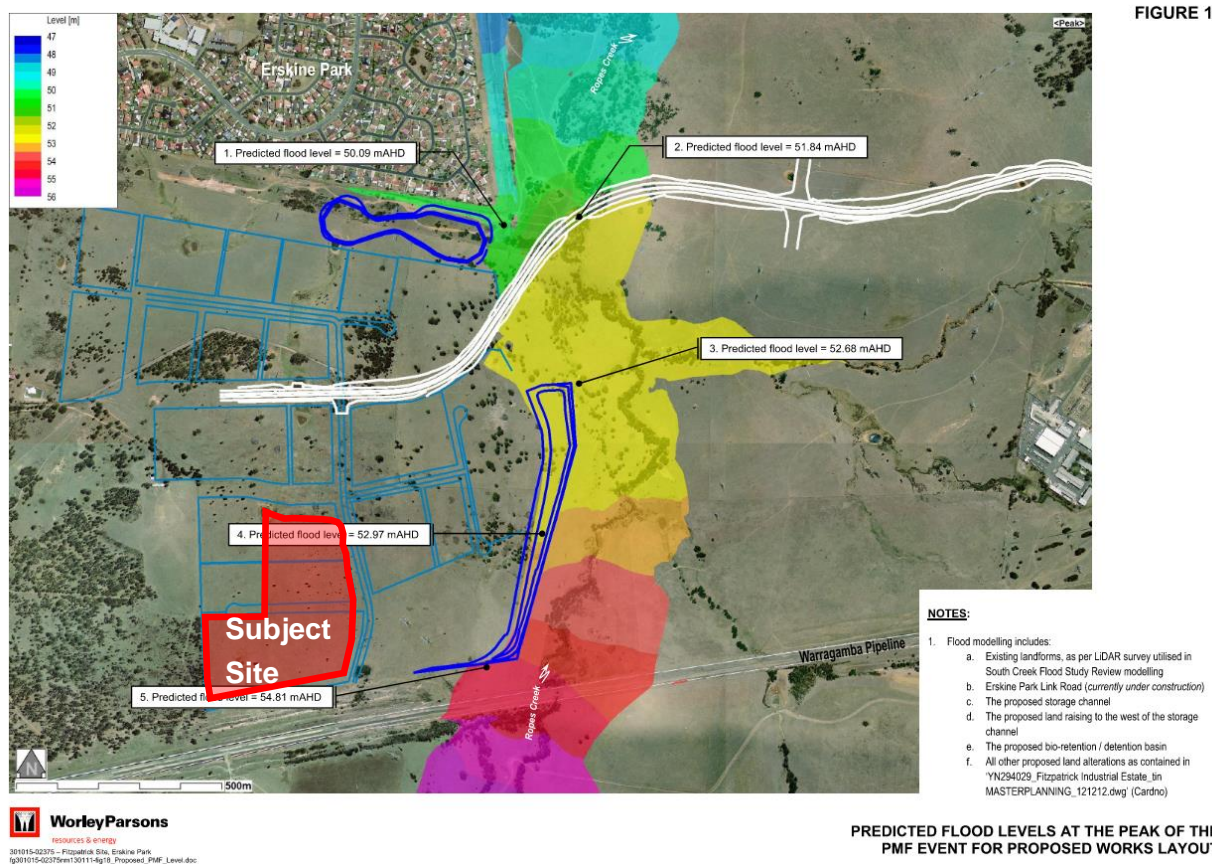 FIGURE 1
Level [m]
47
48
49
50
51
52
53
54
55
56
<Peak>
Erskine Park
Ropes Creek
1. Predicted flood level = 50.09 mAHD
2. Predicted flood level = 51.84 mAHD
3. Predicted flood level = 52.68 mAHD
4. Predicted flood level = 52.97 mAHD
Subject
Site
5. Predicted flood level = 54.81 mAHD
Ropes Creek
Warragamba Pipeline
N
500m
NOTES:
1. Flood modelling includes:
a. Existing landforms, as per LiDAR survey utilised in
South Creek Flood Study Review modelling
b. Erskine Park Link Road (currently under construction)
c. The proposed storage channel
d. The proposed land raising to the west of the storage
channel
e. The proposed bio-retention / detention basin
f. All other proposed land alterations as contained in
'YN294029_Fitzpatrick Industrial Estate_tin
MASTERPLANNING_121212.dwg' (Cardno)
WorleyParsons
resources & energy
301015-02375 – Fitzpatrick Site, Erskine Park
fg301015-02375nm130111-fig18_Proposed_PMF_Level.doc
PREDICTED FLOOD LEVELS AT THE PEAK OF TH
PMF EVENT FOR PROPOSED WORKS LAYOU